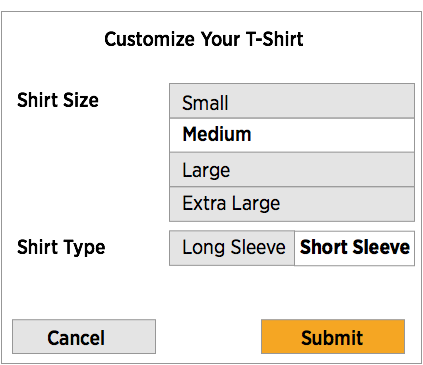 Customize Your T-Shirt
Shirt Size
Small
Medium
Large
Extra Large
Shirt Type
Long Sleeve Short Sleeve
Cancel Submit